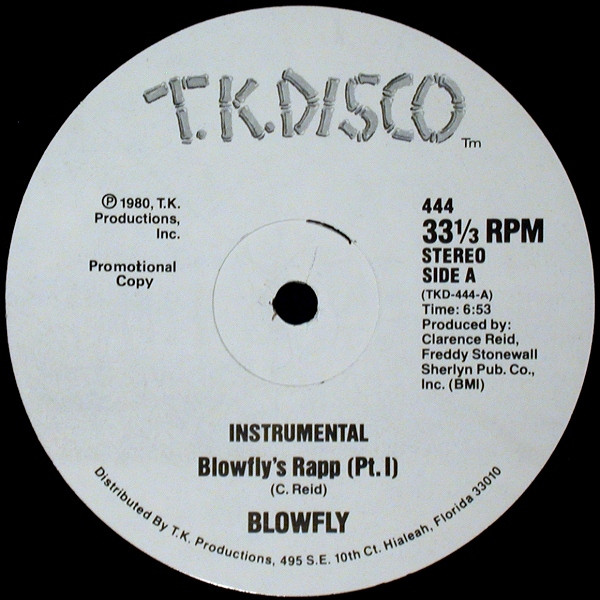 T.K. DISCO
Tm
℗ 1980, T.K.
Productions,
Inc.
Promotional
Copy
444
33⅓ RPM
STEREO
SIDE A
(TKD-444-A)
Time: 6:53
Produced by:
Clarence Reid,
Freddy Stonewall
Sherlyn Pub. Co.,
Inc. (BMI)
INSTRUMENTAL
Blowfly's Rapp (Pt. I)
(C. Reid)
BLOWFLY
Distributed By T.K. Productions, 495 S.E. 10th Ct. Hialeah, Florida 33010